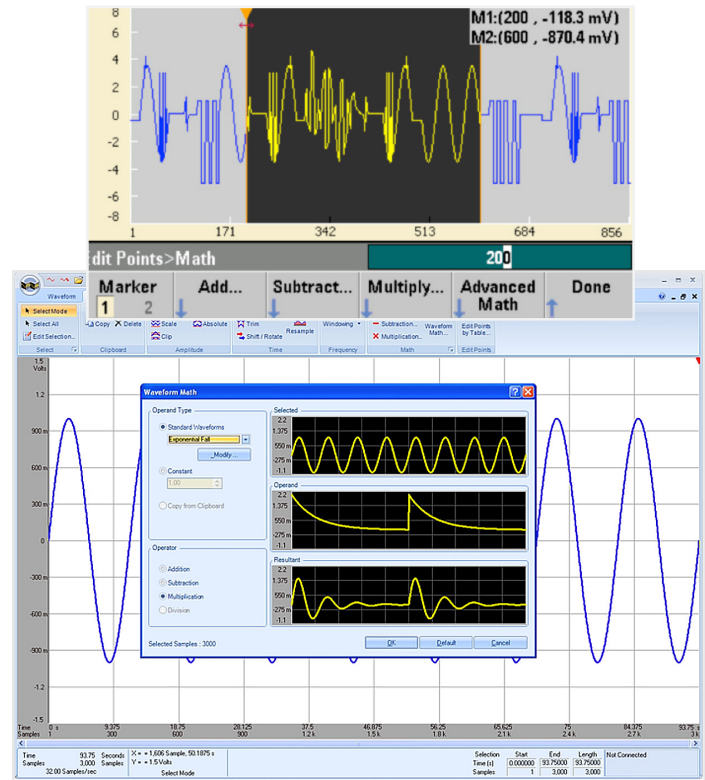 M1:(200 , -118.3 mV)
M2:(600 , -870.4 mV)
8
6
4
2
0
-2
-4
-6
-8
1 171 342 513 684 856
dit Points>Math 200
Marker Add... Subtract... Multiply... Advanced Math Done
1 2
Waveform
Select Mode
Select All
Edit Selection...
Select
Copy Delete
Clipboard
Scale Absolute
Clip
Amplitude
Trim
Shift / Rotate
Resample
Time
Windowing
Frequency
Subtraction...
Multiplication...
Waveform Math...
Math
Edit Points by Table...
Edit Points
1.5
Volts
1.2
900 m
600 m
300 m
0
-300 m
-600 m
-900 m
-1.2
-1.5
Waveform Math
Operand Type
Standard Waveforms
Exponential Fall
Modify...
Constant
1.00
Copy from Clipboard
Operator
Addition
Subtraction
Multiplication
Division
Selected Samples : 3000
Selected
2.2
1.375
550 m
-275 m
-1.1
Operand
2.2
1.375
550 m
-275 m
-1.1
Resultant
2.2
1.375
550 m
-275 m
-1.1
OK Default Cancel
Time 0 s 9.375 18.75 28.125 37.5 46.875 56.25 65.625 75 84.375 93.75 s
Samples 1 300 600 900 1.2 k 1.5 k 1.8 k 2.1 k 2.4 k 2.7 k 3 k
Time 93.75 Seconds
Samples 3,000 Samples
32.00 Samples/sec
X = + 1,606 Sample, 50.1875 s
Y = + 1.5 Volts
Select Mode
Selection Start End Length
Time (s) 0.000000 93.75000 93.75000
Samples 1 3,000 3,000
Not Connected